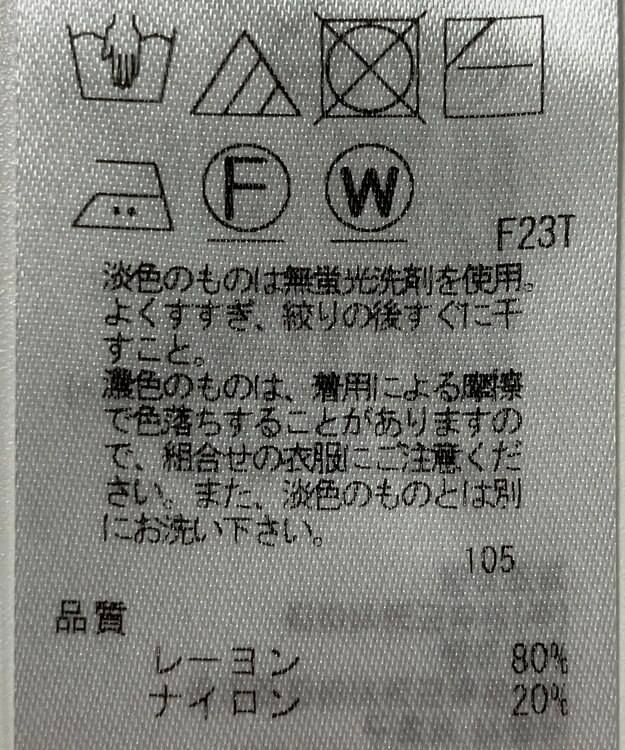 F W
F23T
淡色のものは無蛍光洗剤を使用。
よくすすぎ、絞りの後すぐに干
すこと。
濃色のものは、着用による摩擦
で色落ちすることがありますの
で、組合せの衣服にご注意くだ
さい。また、淡色のものとは別
にお洗い下さい。
105
品質
レーヨン 80%
ナイロン 20%